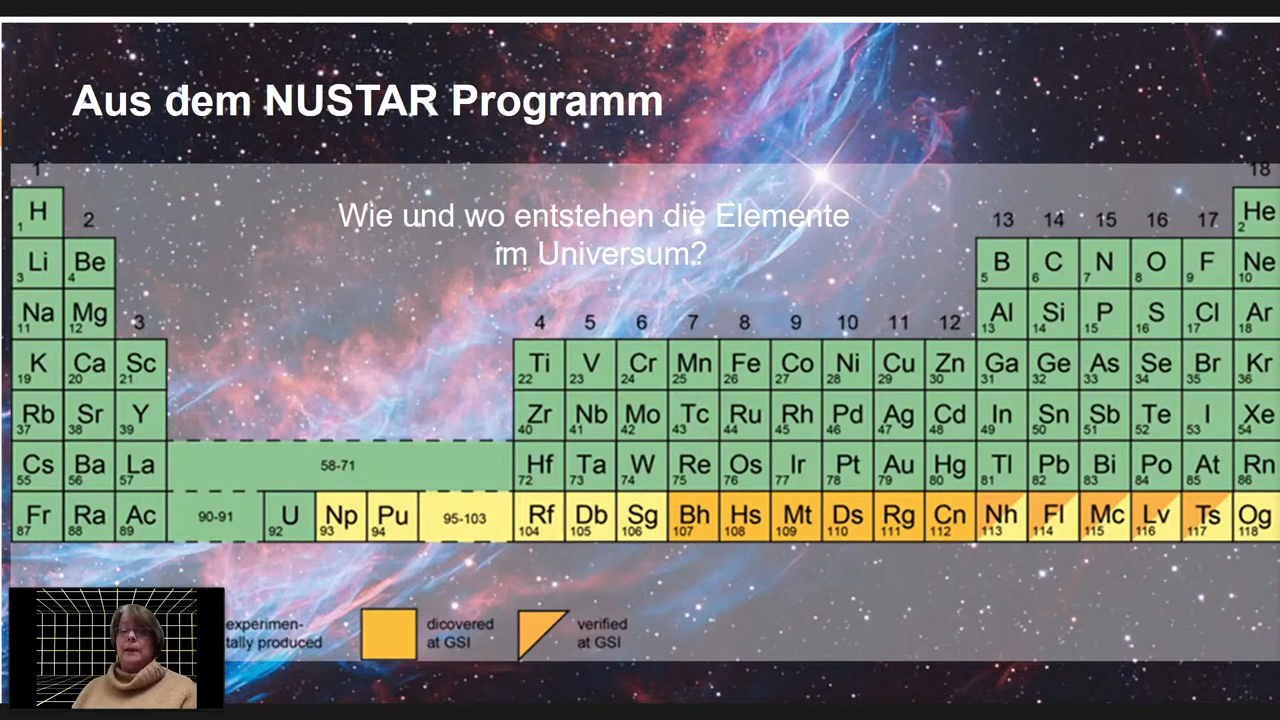 Aus dem NUSTAR Programm
1 18
Wie und wo entstehen die Elemente
im Universum?
H 1 2 13 14 15 16 17 He 2
Li 3 Be 4 B 5 C 6 N 7 O 8 F 9 Ne 10
Na 11 Mg 12 3 4 5 6 7 8 9 10 11 12 Al 13 Si 14 P 15 S 16 Cl 17 Ar 18
K 19 Ca 20 Sc 21 Ti 22 V 23 Cr 24 Mn 25 Fe 26 Co 27 Ni 28 Cu 29 Zn 30 Ga 31 Ge 32 As 33 Se 34 Br 35 Kr 36
Rb 37 Sr 38 Y 39 Zr 40 Nb 41 Mo 42 Tc 43 Ru 44 Rh 45 Pd 46 Ag 47 Cd 48 In 49 Sn 50 Sb 51 Te 52 I 53 Xe 54
Cs 55 Ba 56 La 57 58-71 Hf 72 Ta 73 W 74 Re 75 Os 76 Ir 77 Pt 78 Au 79 Hg 80 Tl 81 Pb 82 Bi 83 Po 84 At 85 Rn 86
Fr 87 Ra 88 Ac 89 90-91 U 92 Np 93 Pu 94 95-103 Rf 104 Db 105 Sg 106 Bh 107 Hs 108 Mt 109 Ds 110 Rg 111 Cn 112 Nh 113 Fl 114 Mc 115 Lv 116 Ts 117 Og 118
experimen- dicovered verified
tally produced at GSI at GSI